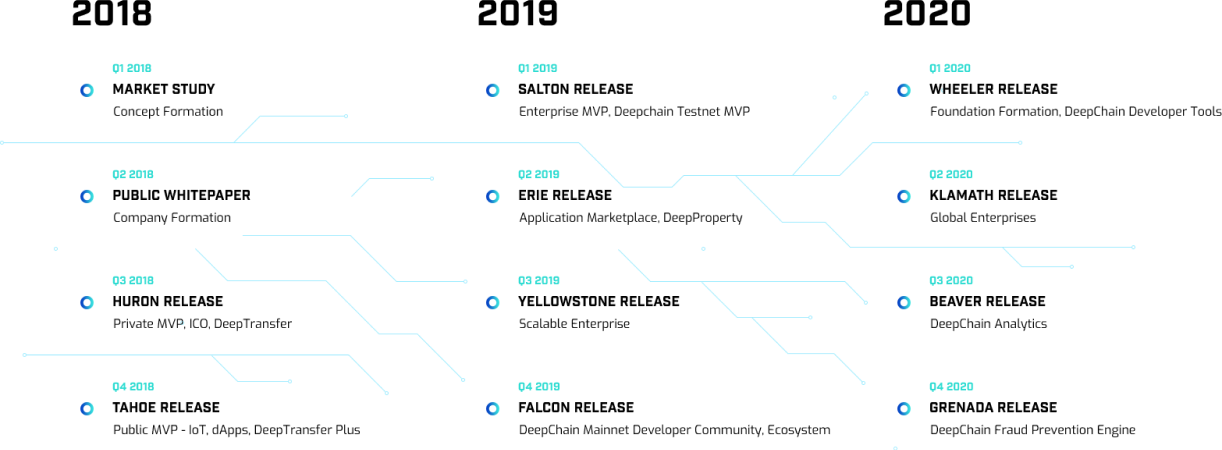 2018
Q1 2018
MARKET STUDY
Concept Formation
Q2 2018
PUBLIC WHITEPAPER
Company Formation
Q3 2018
HURON RELEASE
Private MVP, ICO, DeepTransfer
Q4 2018
TAHOE RELEASE
Public MVP - IoT, dApps, DeepTransfer Plus
2019
Q1 2019
SALTON RELEASE
Enterprise MVP, Deepchain Testnet MVP
Q2 2019
ERIE RELEASE
Application Marketplace, DeepProperty
Q3 2019
YELLOWSTONE RELEASE
Scalable Enterprise
Q4 2019
FALCON RELEASE
DeepChain Mainnet Developer Community, Ecosystem
2020
Q1 2020
WHEELER RELEASE
Foundation Formation, DeepChain Developer Tools
Q2 2020
KLAMATH RELEASE
Global Enterprises
Q3 2020
BEAVER RELEASE
DeepChain Analytics
Q4 2020
GRENADA RELEASE
DeepChain Fraud Prevention Engine